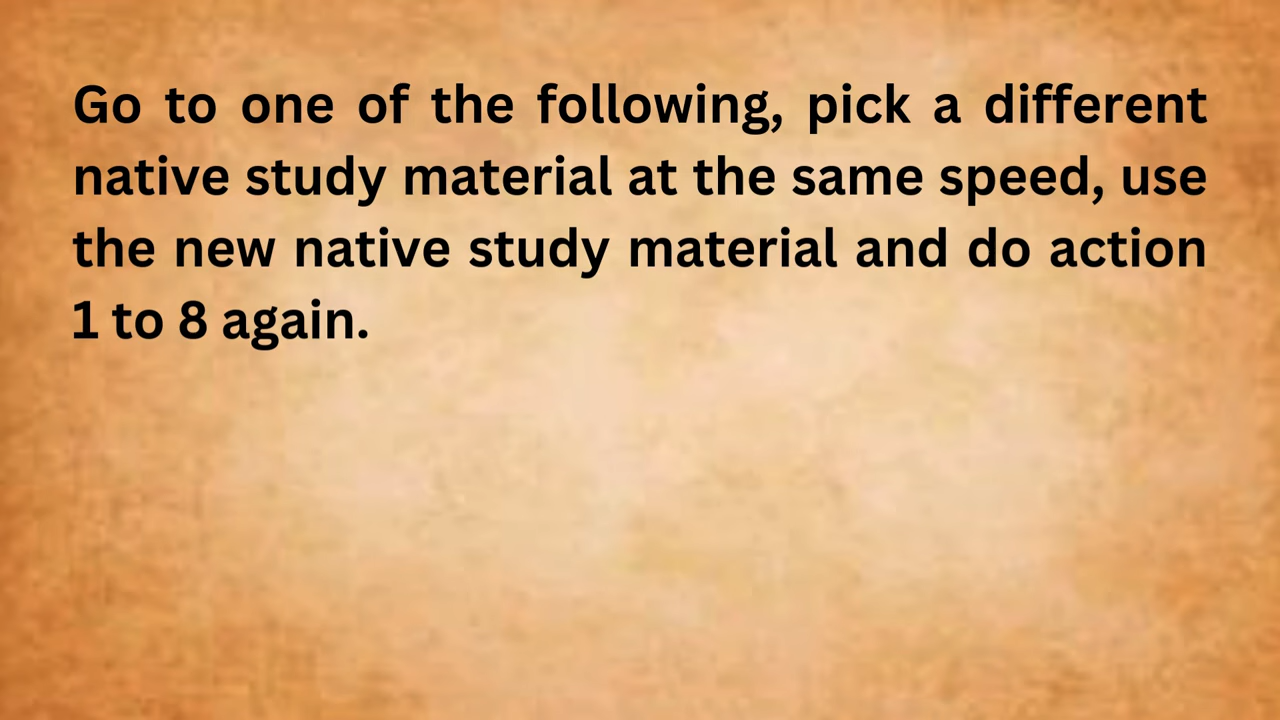 Go to one of the following, pick a different
native study material at the same speed, use
the new native study material and do action
1 to 8 again.